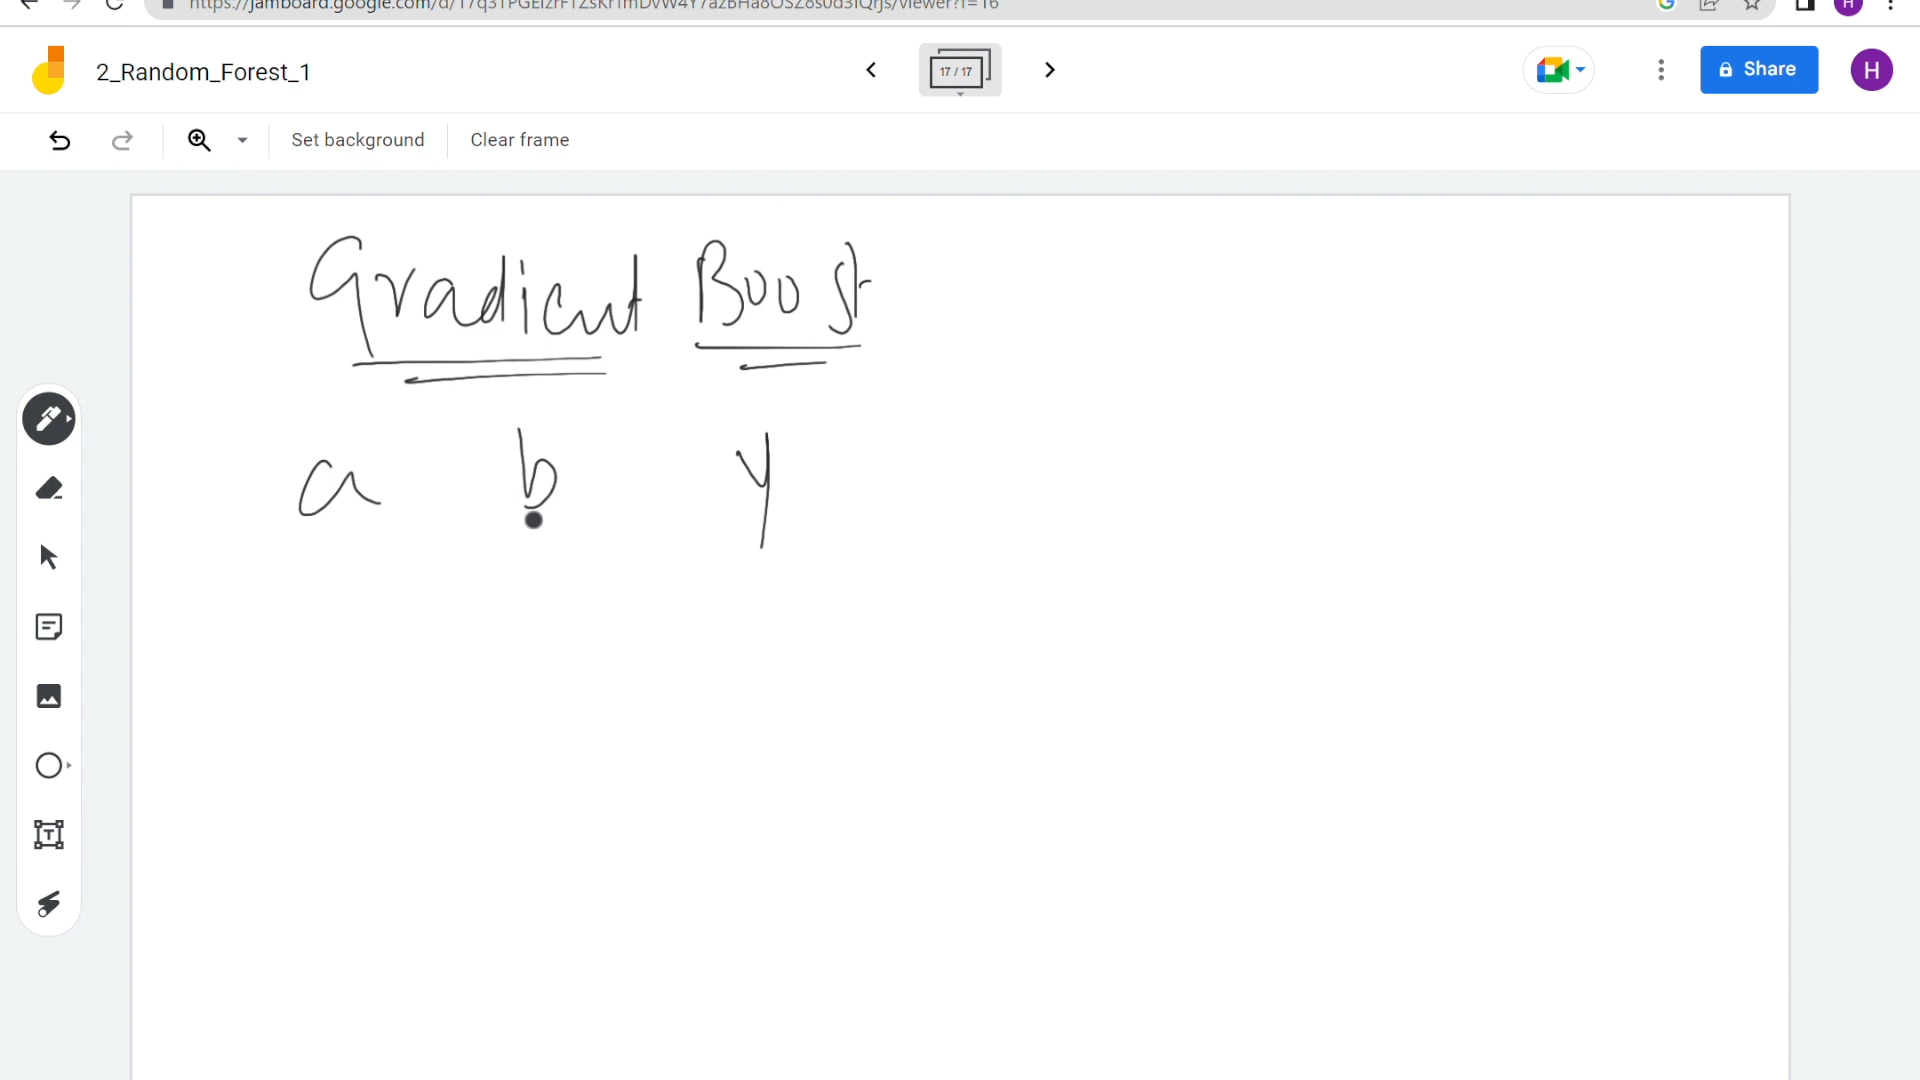 2_Random_Forest_1
17 / 17
Share
H
Set background
Clear frame
Gradient Boost
a b y